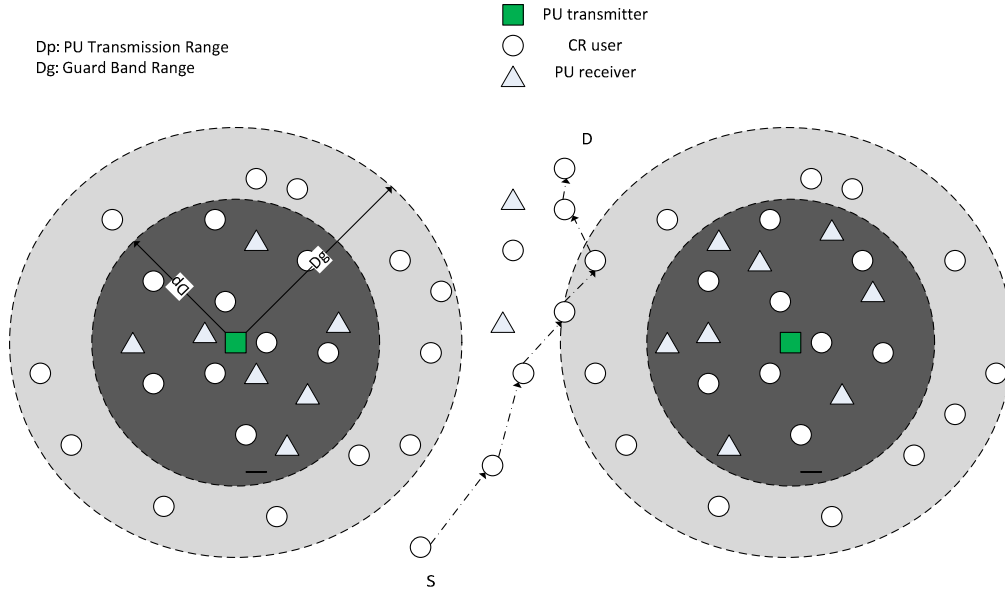 PU transmitter
CR user
PU receiver
Dp: PU Transmission Range
Dg: Guard Band Range
D
Dg
Dp
S